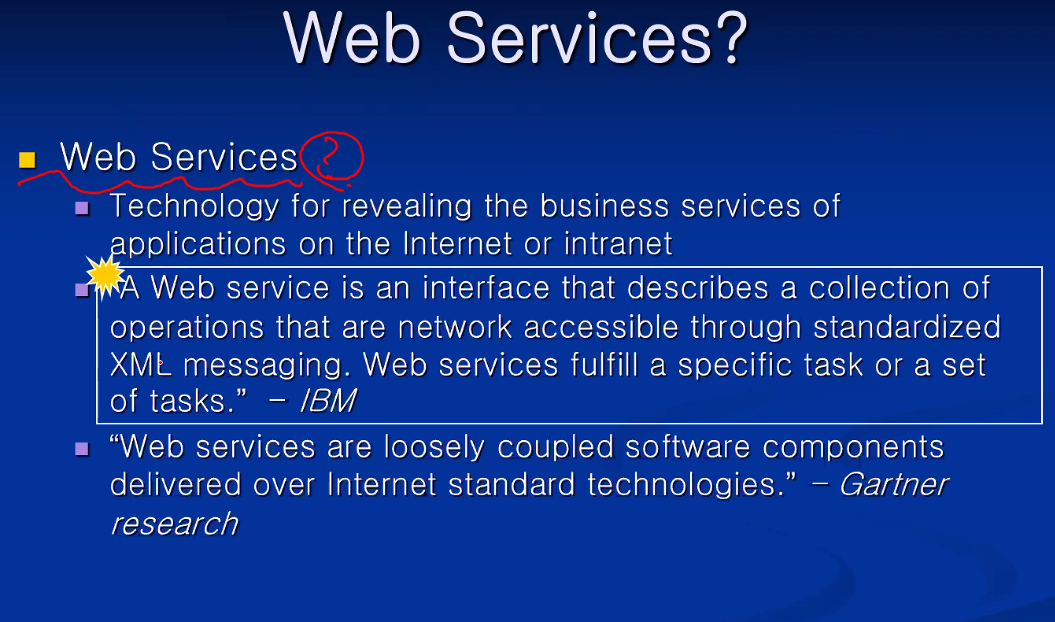 Web Services?
Web Services ?
Technology for revealing the business services of
applications on the Internet or intranet
"A Web service is an interface that describes a collection of
operations that are network accessible through standardized
XML messaging. Web services fulfill a specific task or a set
of tasks.” - IBM
“Web services are loosely coupled software components
delivered over Internet standard technologies.” - Gartner
research